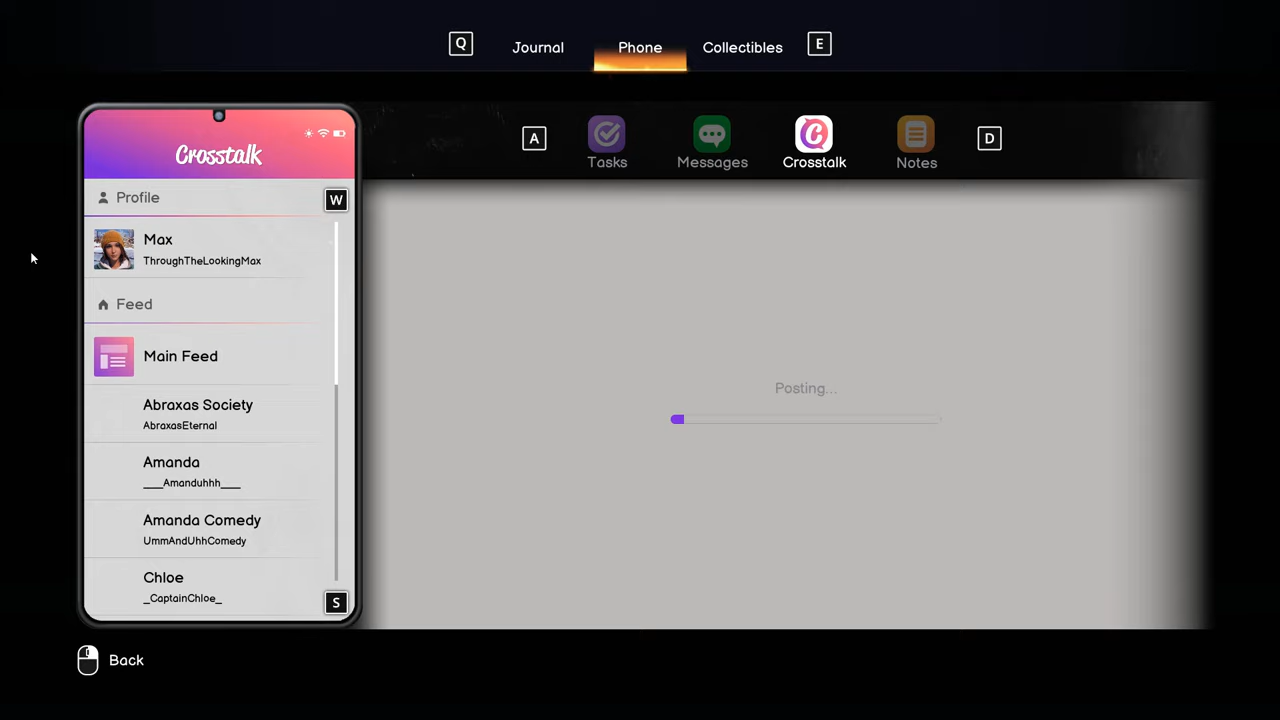 Q Journal Phone Collectibles E
A Tasks Messages Crosstalk Notes D
Crosstalk
Profile W
Max
ThroughTheLookingMax
Feed
Main Feed
Abraxas Society
AbraxasEternal
Amanda
____Amanduhhh____
Amanda Comedy
UmmAndUhhComedy
Chloe
_CaptainChloe_
S
Posting...
Back